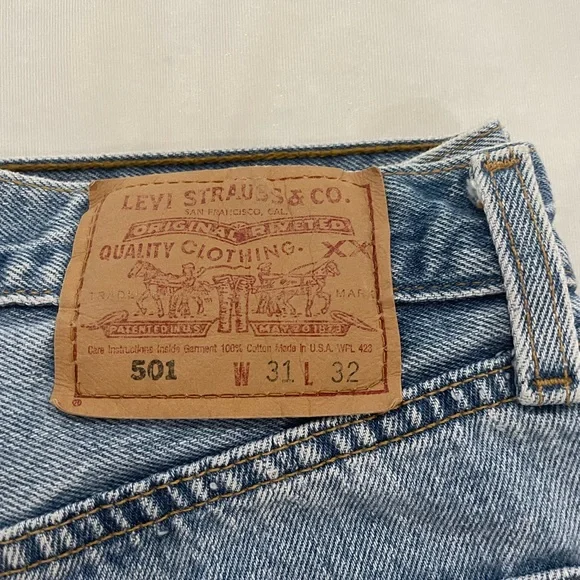 LEVI STRAUSS & CO.
SAN FRANCISCO, CAL.
ORIGINAL RIVETED
QUALITY CLOTHING. XX
TRADE MARK
PATENTED IN U.S. MAY 20 1873
Care Instructions Inside Garment 100% Cotton Made in U.S.A. WPL 423
501 W 31 L 32
®